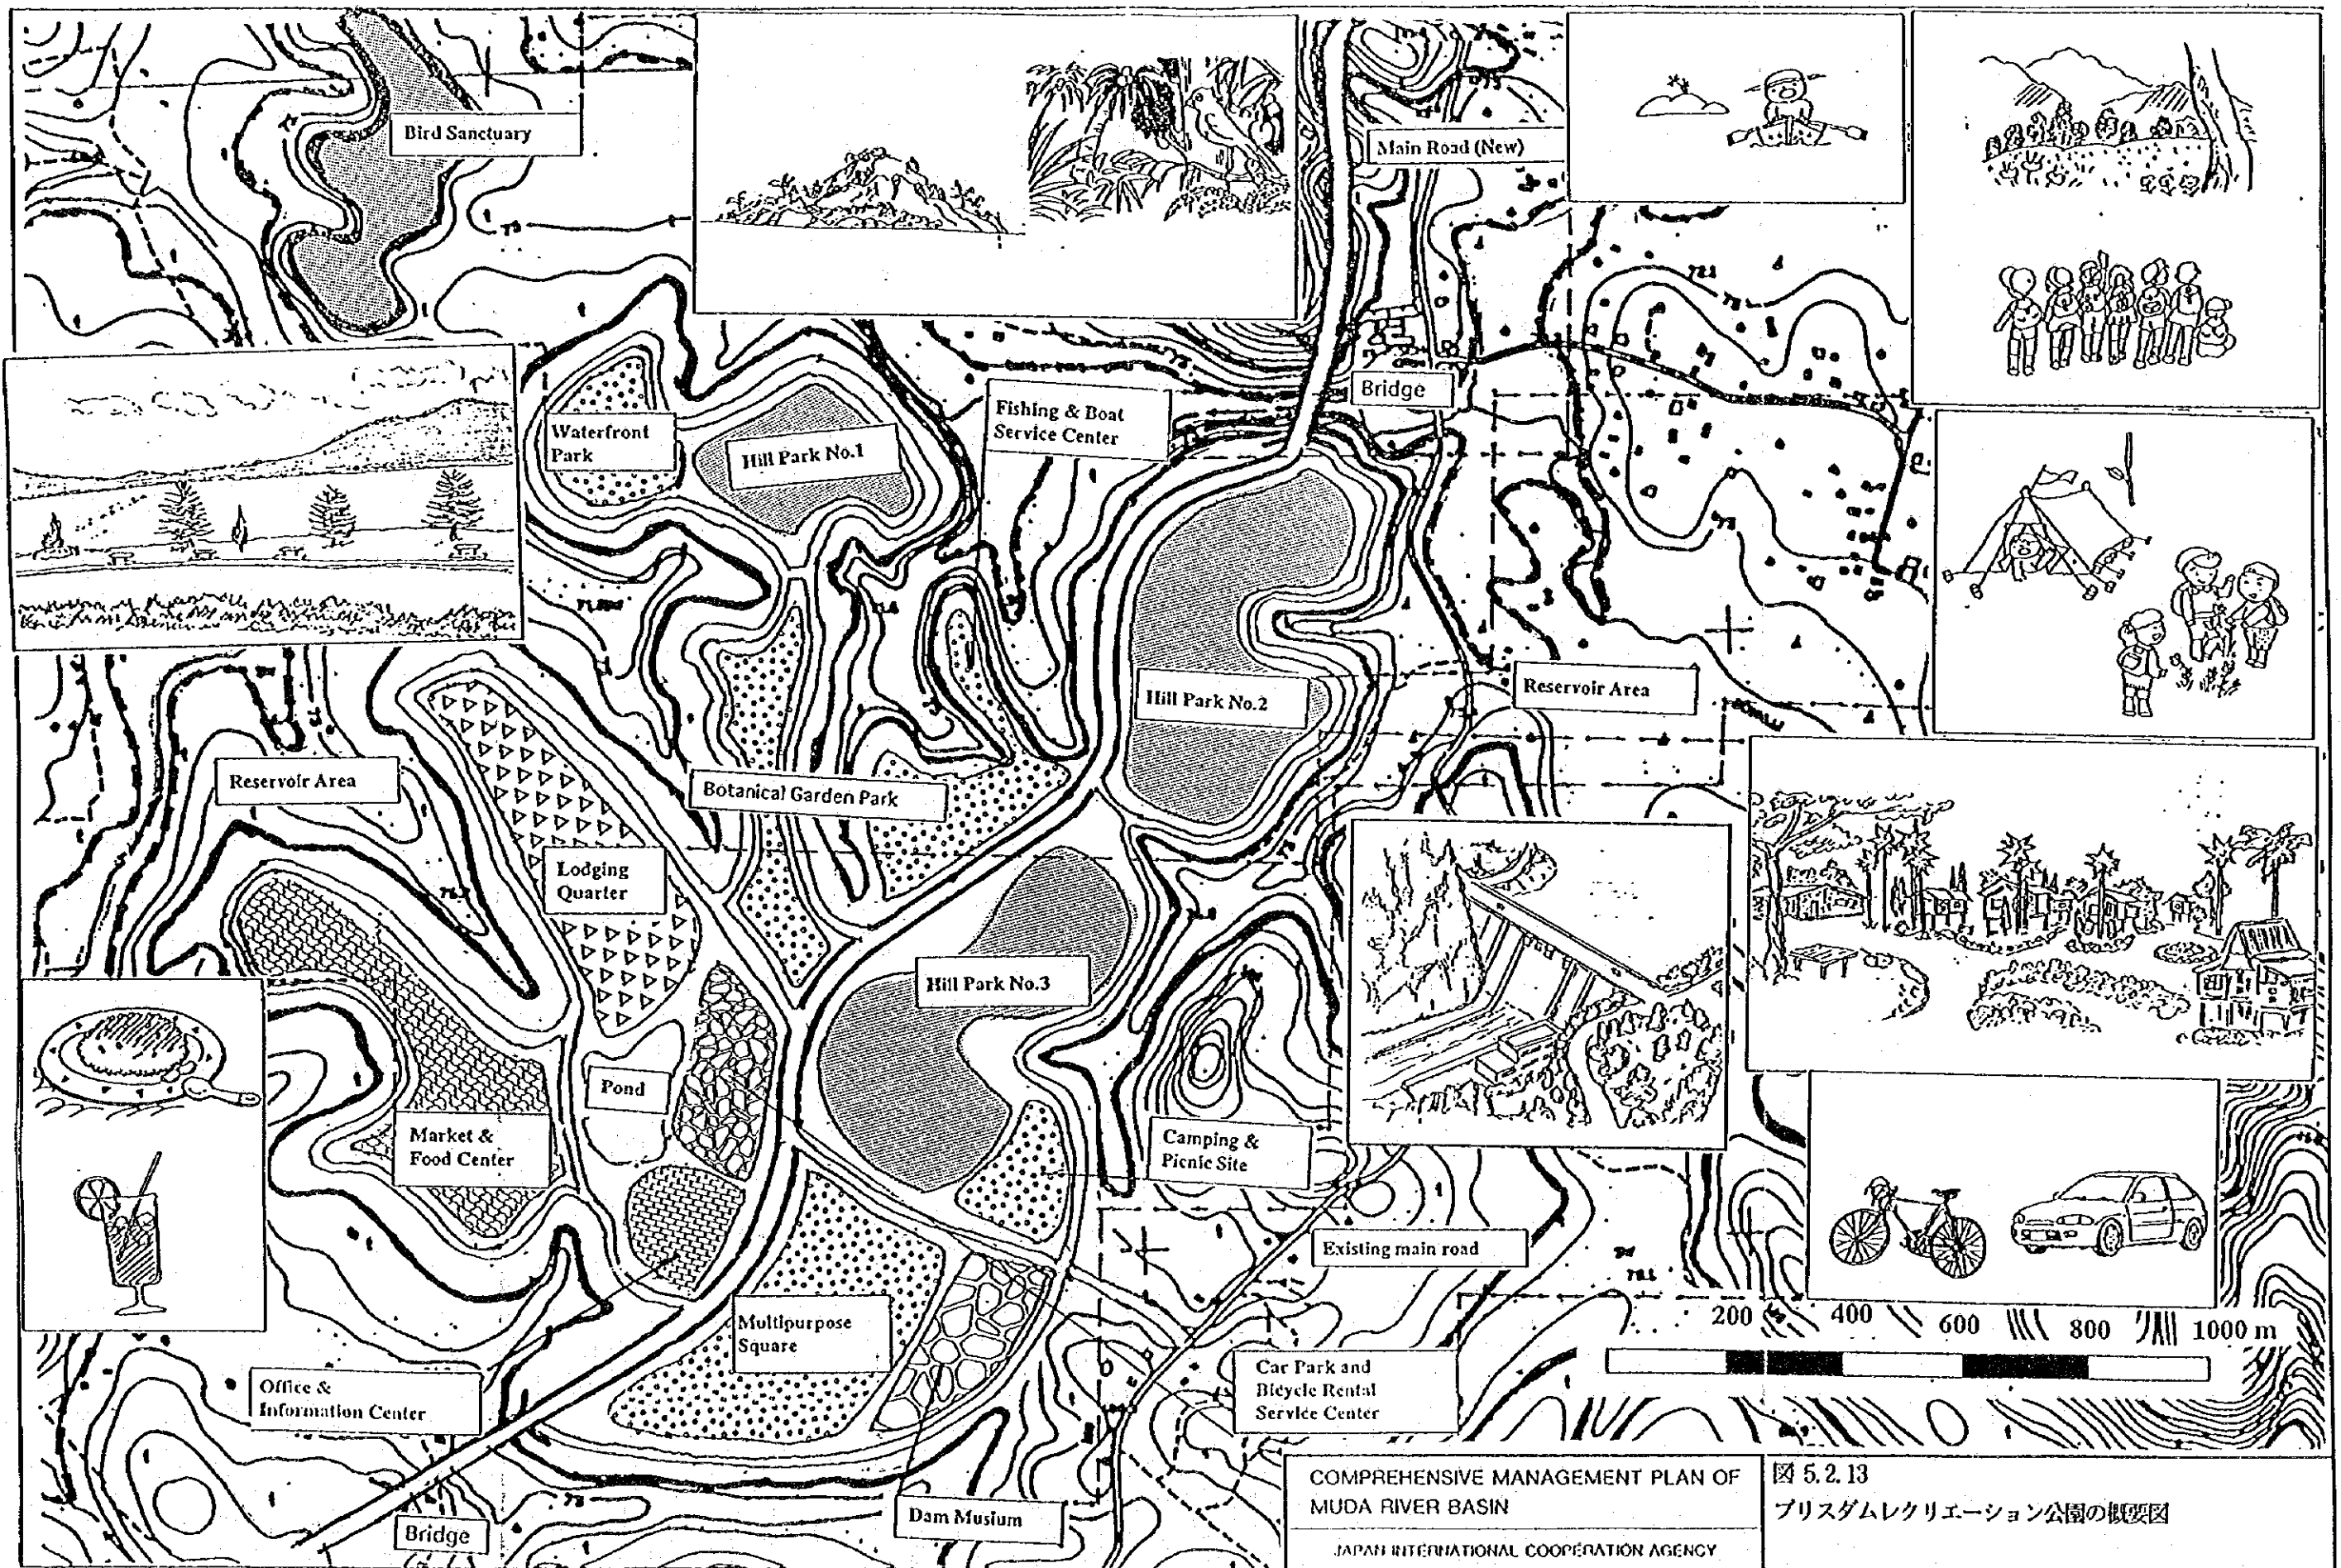 Bird Sanctuary
Main Road (New)
Waterfront
Park
Hill Park No.1
Fishing & Boat
Service Center
Bridge
Hill Park No.2
Reservoir Area
Reservoir Area
Botanical Garden Park
Lodging
Quarter
Hill Park No.3
Pond
Market &
Food Center
Camping &
Picnic Site
Existing main road
Multipurpose
Square
Office &
Information Center
Car Park and
Bicycle Rental
Service Center
Bridge
Dam Musium
200 400 600 800 1000 m
COMPREHENSIVE MANAGEMENT PLAN OF
MUDA RIVER BASIN
JAPAN INTERNATIONAL COOPERATION AGENCY
図 5.2.13
ブリスダムレクリエーション公園の概要図